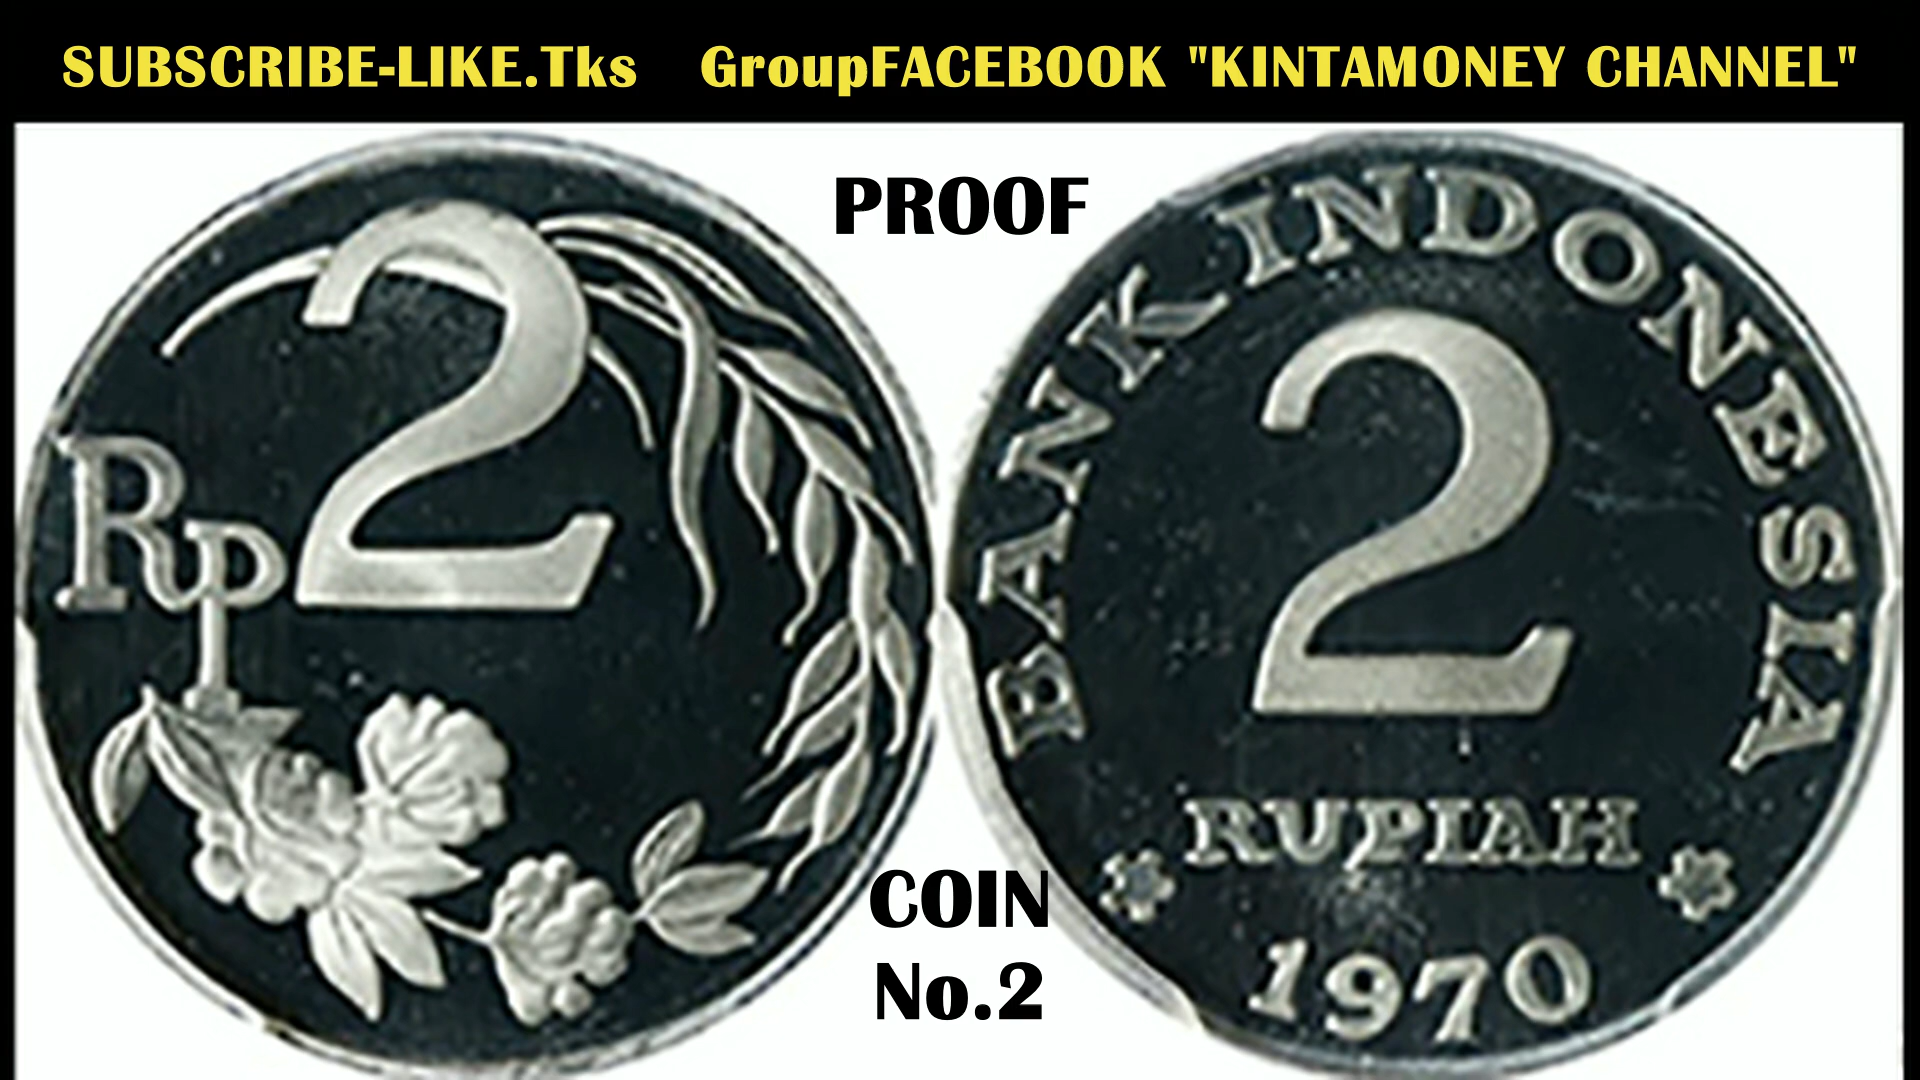 SUBSCRIBE-LIKE.Tks GroupFACEBOOK "KINTAMONEY CHANNEL"
PROOF
Rp 2
BANK INDONESIA
2
RUPIAH
1970
COIN
No.2